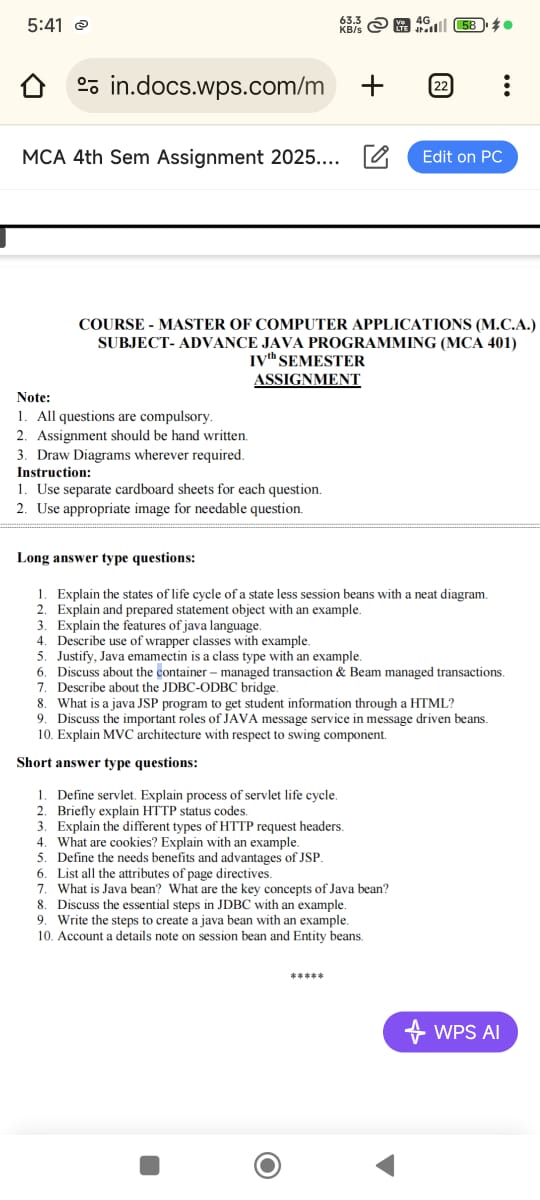 5:41
63.3 KB/s Vo LTE 4G 58
in.docs.wps.com/m
22
MCA 4th Sem Assignment 2025....
Edit on PC
COURSE - MASTER OF COMPUTER APPLICATIONS (M.C.A.)
SUBJECT- ADVANCE JAVA PROGRAMMING (MCA 401)
IVth SEMESTER
ASSIGNMENT
Note:
1. All questions are compulsory.
2. Assignment should be hand written.
3. Draw Diagrams wherever required.
Instruction:
1. Use separate cardboard sheets for each question.
2. Use appropriate image for needable question.
Long answer type questions:
1. Explain the states of life cycle of a state less session beans with a neat diagram.
2. Explain and prepared statement object with an example.
3. Explain the features of java language.
4. Describe use of wrapper classes with example.
5. Justify, Java emamectin is a class type with an example.
6. Discuss about the container – managed transaction & Beam managed transactions.
7. Describe about the JDBC-ODBC bridge.
8. What is a java JSP program to get student information through a HTML?
9. Discuss the important roles of JAVA message service in message driven beans.
10. Explain MVC architecture with respect to swing component.
Short answer type questions:
1. Define servlet. Explain process of servlet life cycle.
2. Briefly explain HTTP status codes.
3. Explain the different types of HTTP request headers.
4. What are cookies? Explain with an example.
5. Define the needs benefits and advantages of JSP.
6. List all the attributes of page directives.
7. What is Java bean? What are the key concepts of Java bean?
8. Discuss the essential steps in JDBC with an example.
9. Write the steps to create a java bean with an example.
10. Account a details note on session bean and Entity beans.
*****
WPS AI